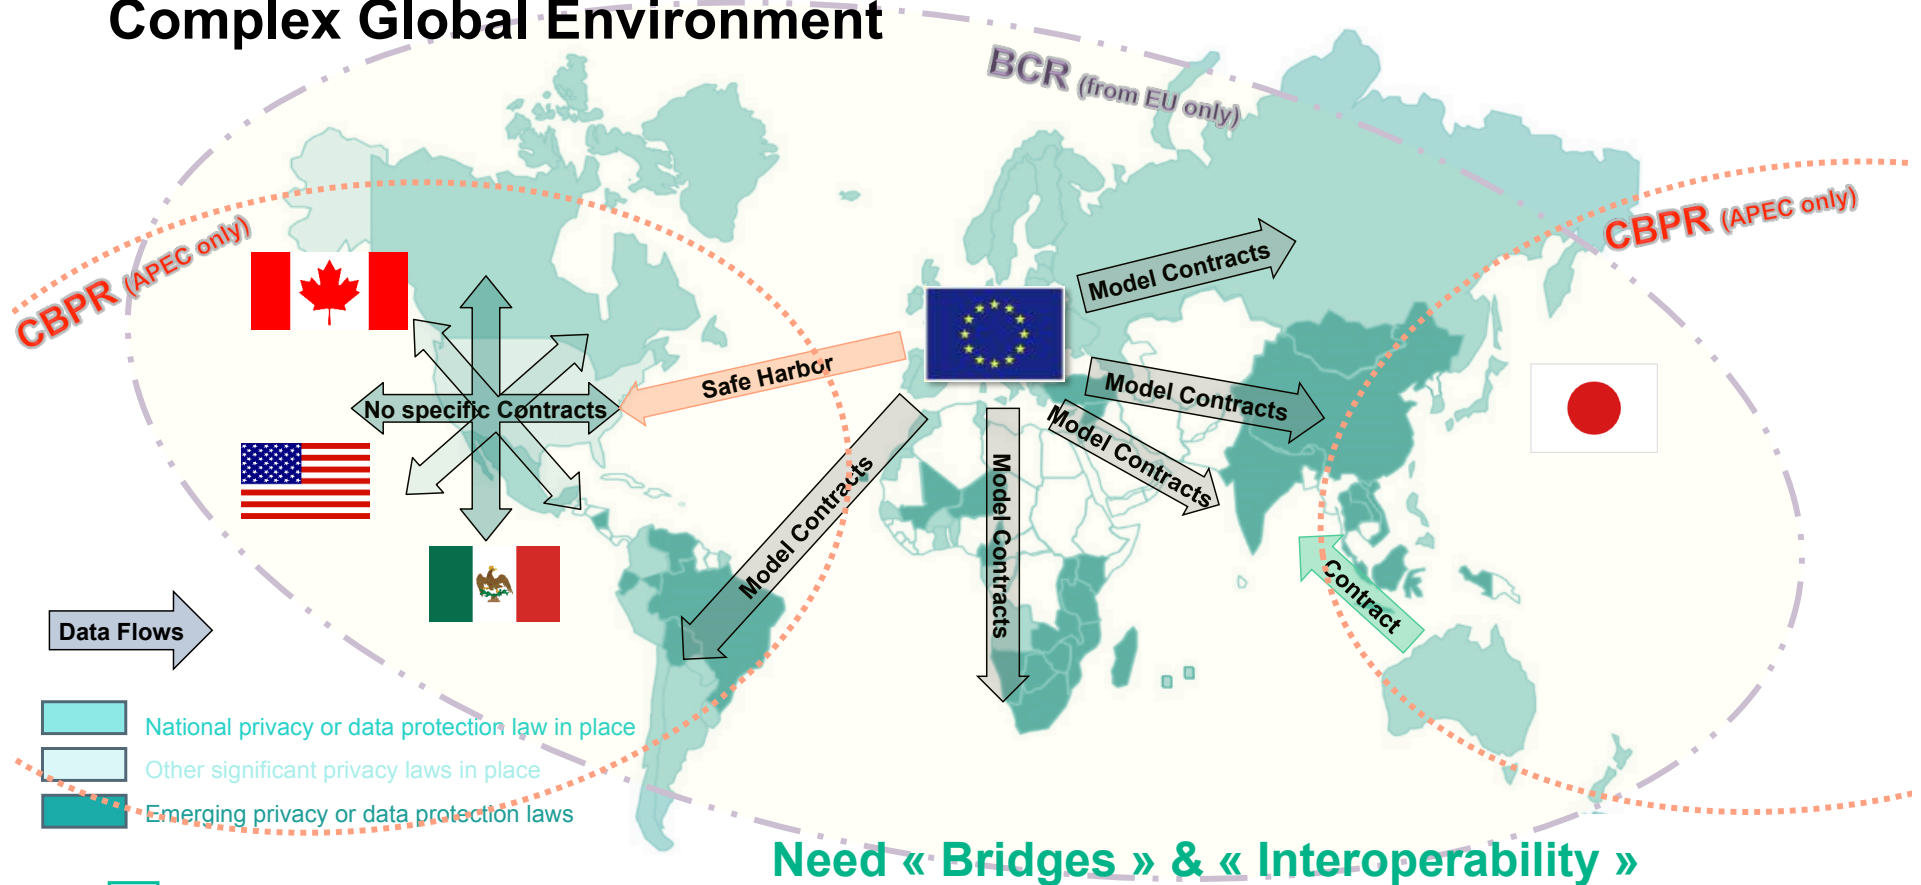 Complex Global Environment
BCR (from EU only)
CBPR (APEC only)
CBPR (APEC only)
Model Contracts
Safe Harbor
Model Contracts
No specific Contracts
Model Contracts
Model Contracts
Model Contracts
Contract
Data Flows
National privacy or data protection law in place
Other significant privacy laws in place
Emerging privacy or data protection laws
Need « Bridges » & « Interoperability »